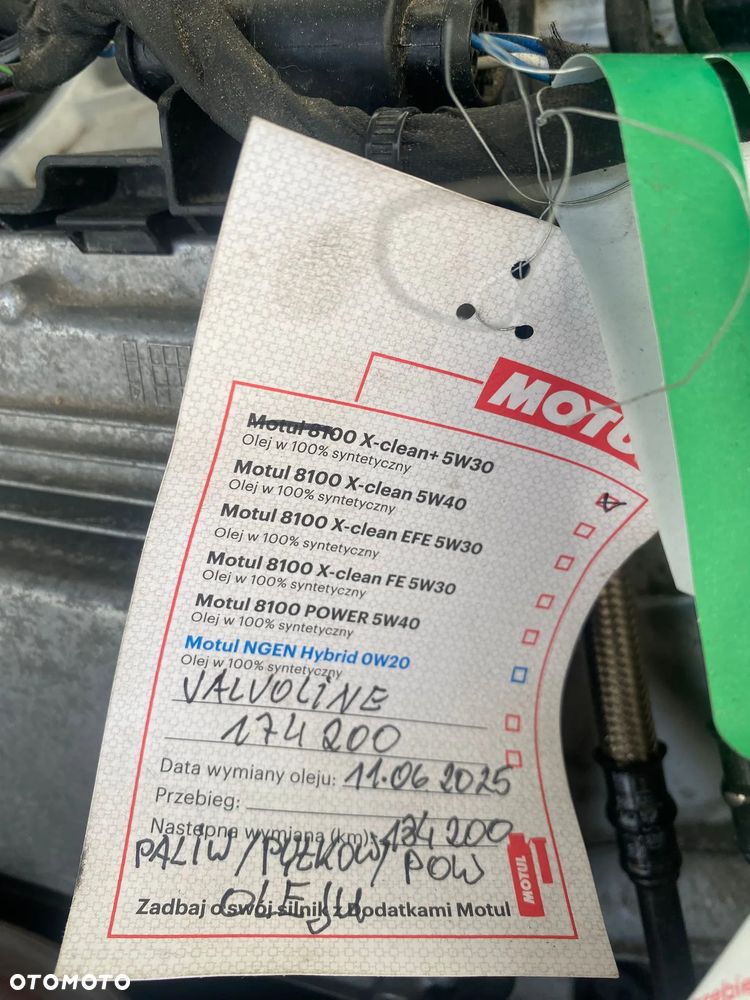 MOTU
Motul 8100 X-clean+ 5W30
Olej w 100% syntetyczny
Motul 8100 X-clean 5W40
Olej w 100% syntetyczny
Motul 8100 X-clean EFE 5W30
Olej w 100% syntetyczny
Motul 8100 X-clean FE 5W30
Olej w 100% syntetyczny
Motul 8100 POWER 5W40
Olej w 100% syntetyczny
Motul NGEN Hybrid 0W20
Olej w 100% syntetyczny
VALVOLINE
174 200
Data wymiany oleju: 11.06 2025
Przebieg:
Następna wymiana (km): 184 200
PALIW/PYŁKOW/POW
OLEJU
Zadbaj o swój silnik z Dodatkami Motul
MOTUL
OTOMOTO